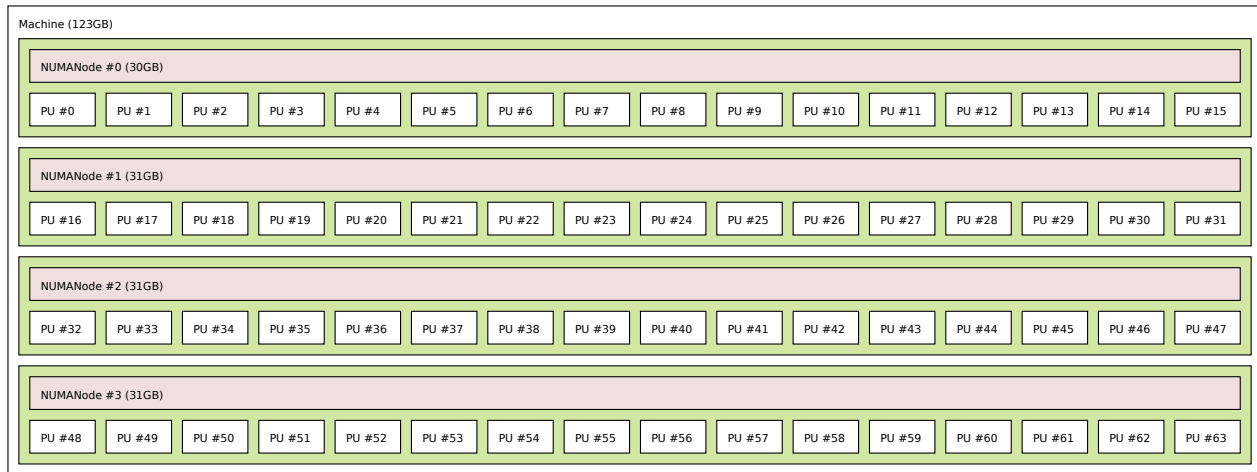 Machine (123GB)
NUMANode #0 (30GB)
PU #0 PU #1 PU #2 PU #3 PU #4 PU #5 PU #6 PU #7 PU #8 PU #9 PU #10 PU #11 PU #12 PU #13 PU #14 PU #15
NUMANode #1 (31GB)
PU #16 PU #17 PU #18 PU #19 PU #20 PU #21 PU #22 PU #23 PU #24 PU #25 PU #26 PU #27 PU #28 PU #29 PU #30 PU #31
NUMANode #2 (31GB)
PU #32 PU #33 PU #34 PU #35 PU #36 PU #37 PU #38 PU #39 PU #40 PU #41 PU #42 PU #43 PU #44 PU #45 PU #46 PU #47
NUMANode #3 (31GB)
PU #48 PU #49 PU #50 PU #51 PU #52 PU #53 PU #54 PU #55 PU #56 PU #57 PU #58 PU #59 PU #60 PU #61 PU #62 PU #63